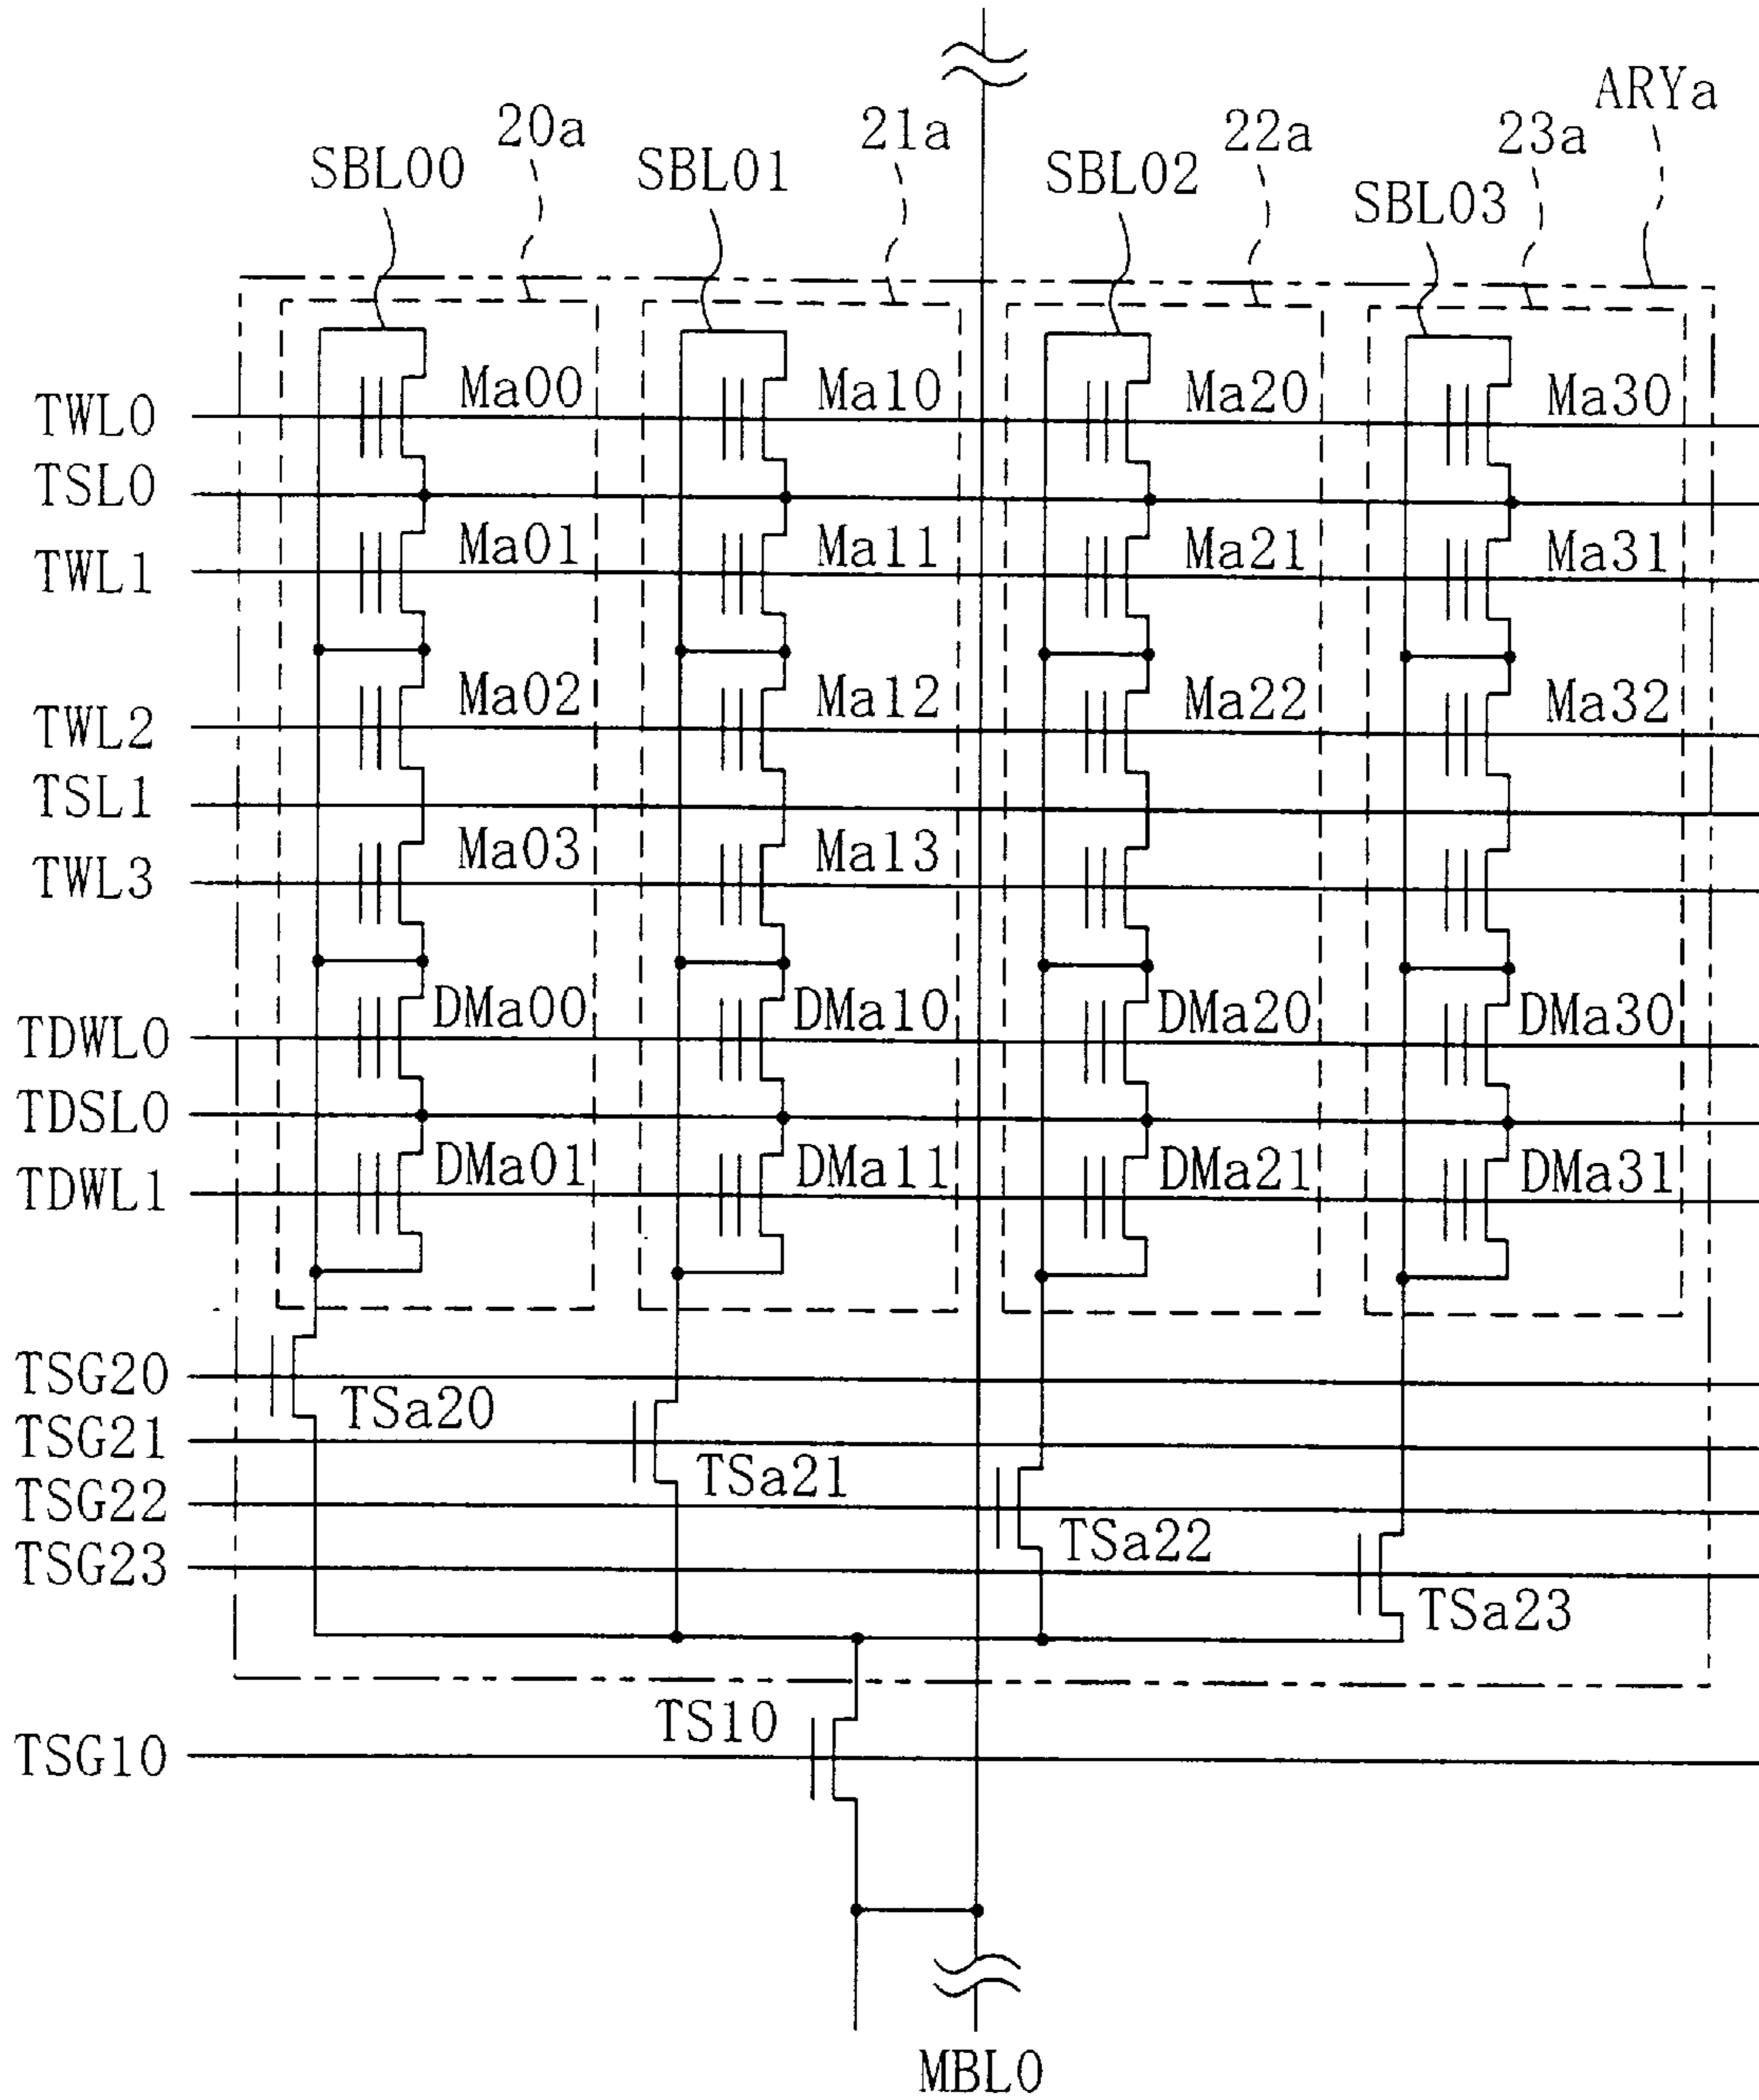 ARYa
20a 21a 22a 23a
SBL00 SBL01 SBL02 SBL03
TWL0 Ma00 Ma10 Ma20 Ma30
TSL0
TWL1 Ma01 Ma11 Ma21 Ma31
TWL2 Ma02 Ma12 Ma22 Ma32
TSL1
TWL3 Ma03 Ma13
TDWL0 DMa00 DMa10 DMa20 DMa30
TDSL0
TDWL1 DMa01 DMa11 DMa21 DMa31
TSG20 TSa20
TSG21 TSa21
TSG22 TSa22
TSG23 TSa23
TSG10 TS10
MBL0